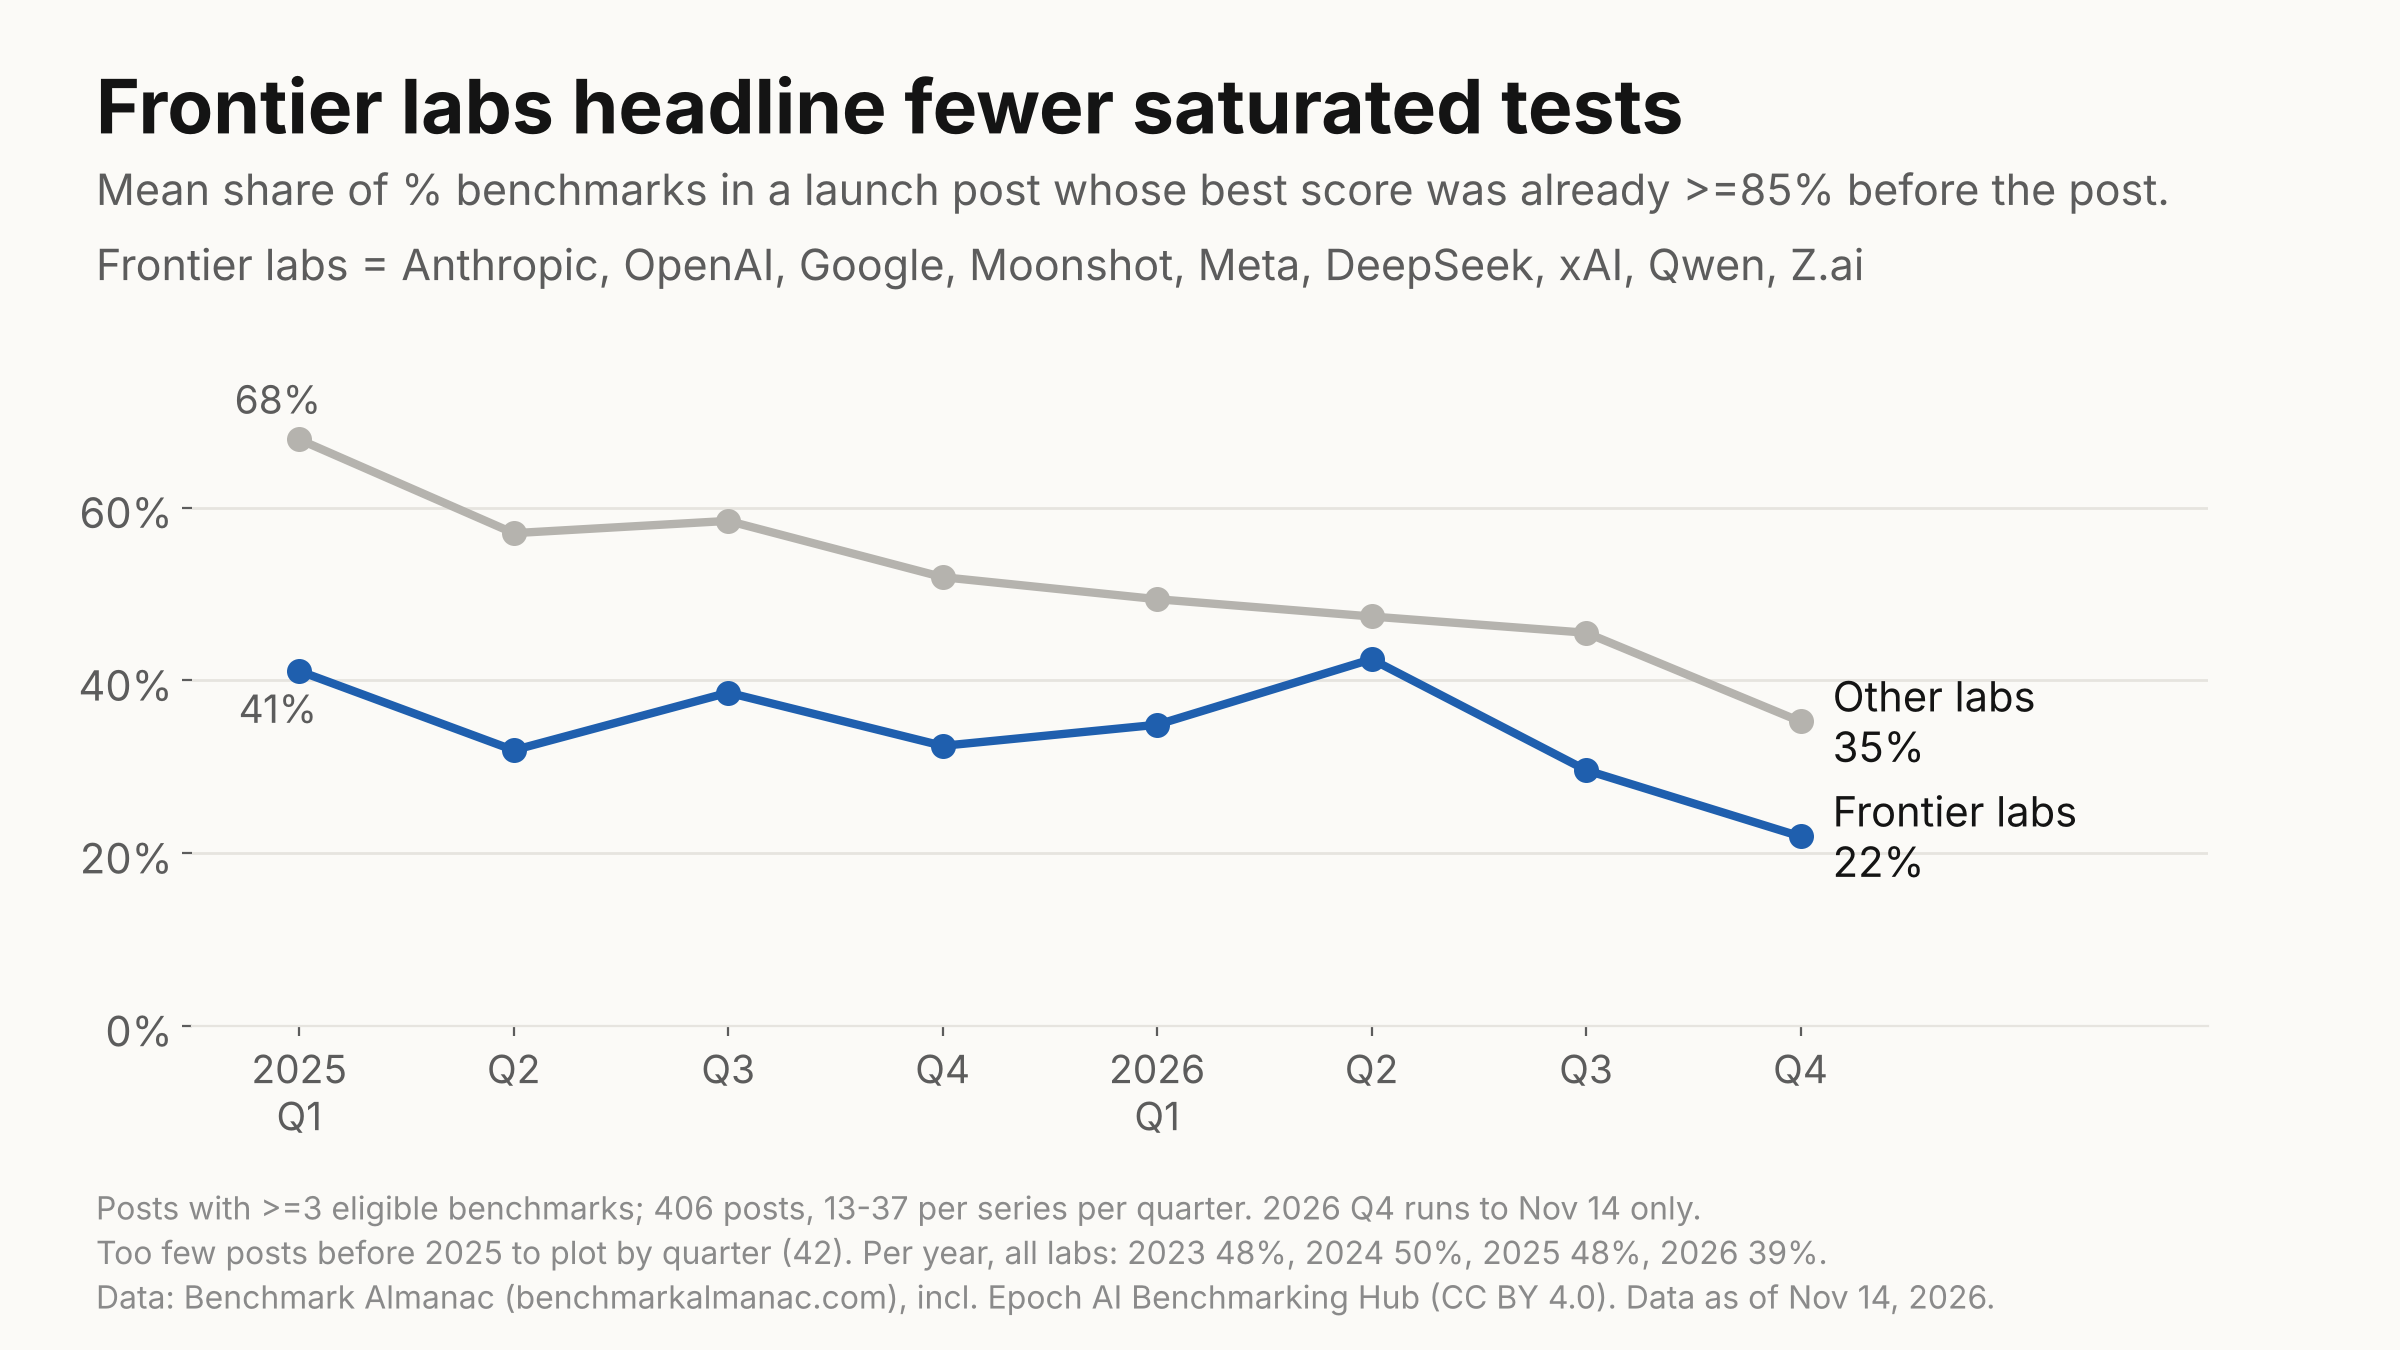 Frontier labs headline fewer saturated tests
Mean share of % benchmarks in a launch post whose best score was already >=85% before the post.
Frontier labs = Anthropic, OpenAI, Google, Moonshot, Meta, DeepSeek, xAI, Qwen, Z.ai
68%
60%
40%
41%
Other labs
35%
Frontier labs
20%
22%
0%
2025 Q2 Q3 Q4 2026 Q2 Q3 Q4
Q1 Q1
Posts with >=3 eligible benchmarks; 406 posts, 13-37 per series per quarter. 2026 Q4 runs to Nov 14 only.
Too few posts before 2025 to plot by quarter (42). Per year, all labs: 2023 48%, 2024 50%, 2025 48%, 2026 39%.
Data: Benchmark Almanac (benchmarkalmanac.com), incl. Epoch AI Benchmarking Hub (CC BY 4.0). Data as of Nov 14, 2026.